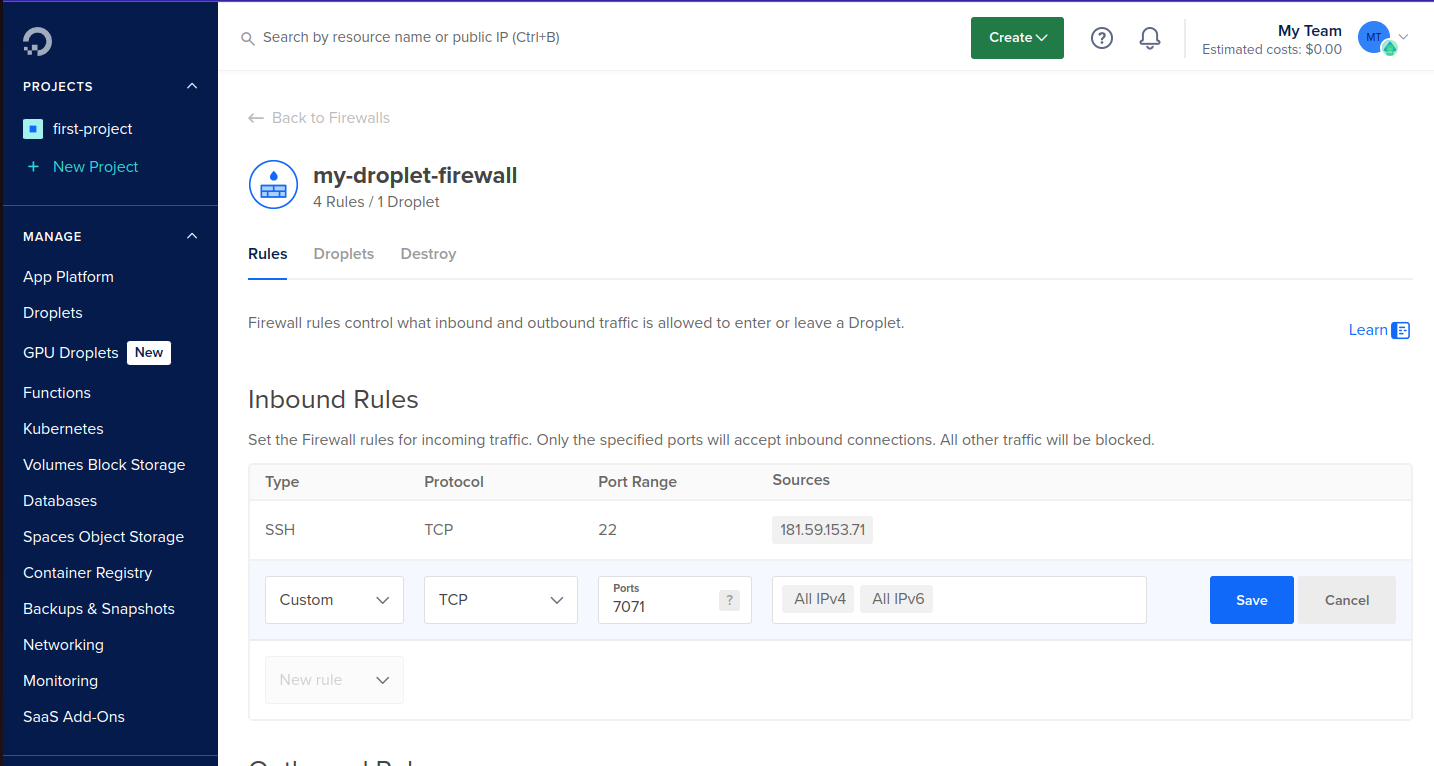 Search by resource name or public IP (Ctrl+B)
Create
?
My Team
Estimated costs: $0.00
MT
PROJECTS
first-project
+ New Project
MANAGE
App Platform
Droplets
GPU Droplets New
Functions
Kubernetes
Volumes Block Storage
Databases
Spaces Object Storage
Container Registry
Backups & Snapshots
Networking
Monitoring
SaaS Add-Ons
← Back to Firewalls
my-droplet-firewall
4 Rules / 1 Droplet
Rules Droplets Destroy
Firewall rules control what inbound and outbound traffic is allowed to enter or leave a Droplet.
Learn
Inbound Rules
Set the Firewall rules for incoming traffic. Only the specified ports will accept inbound connections. All other traffic will be blocked.
Type Protocol Port Range Sources
SSH TCP 22 181.59.153.71
Custom TCP Ports 7071 ? All IPv4 All IPv6 Save Cancel
New rule